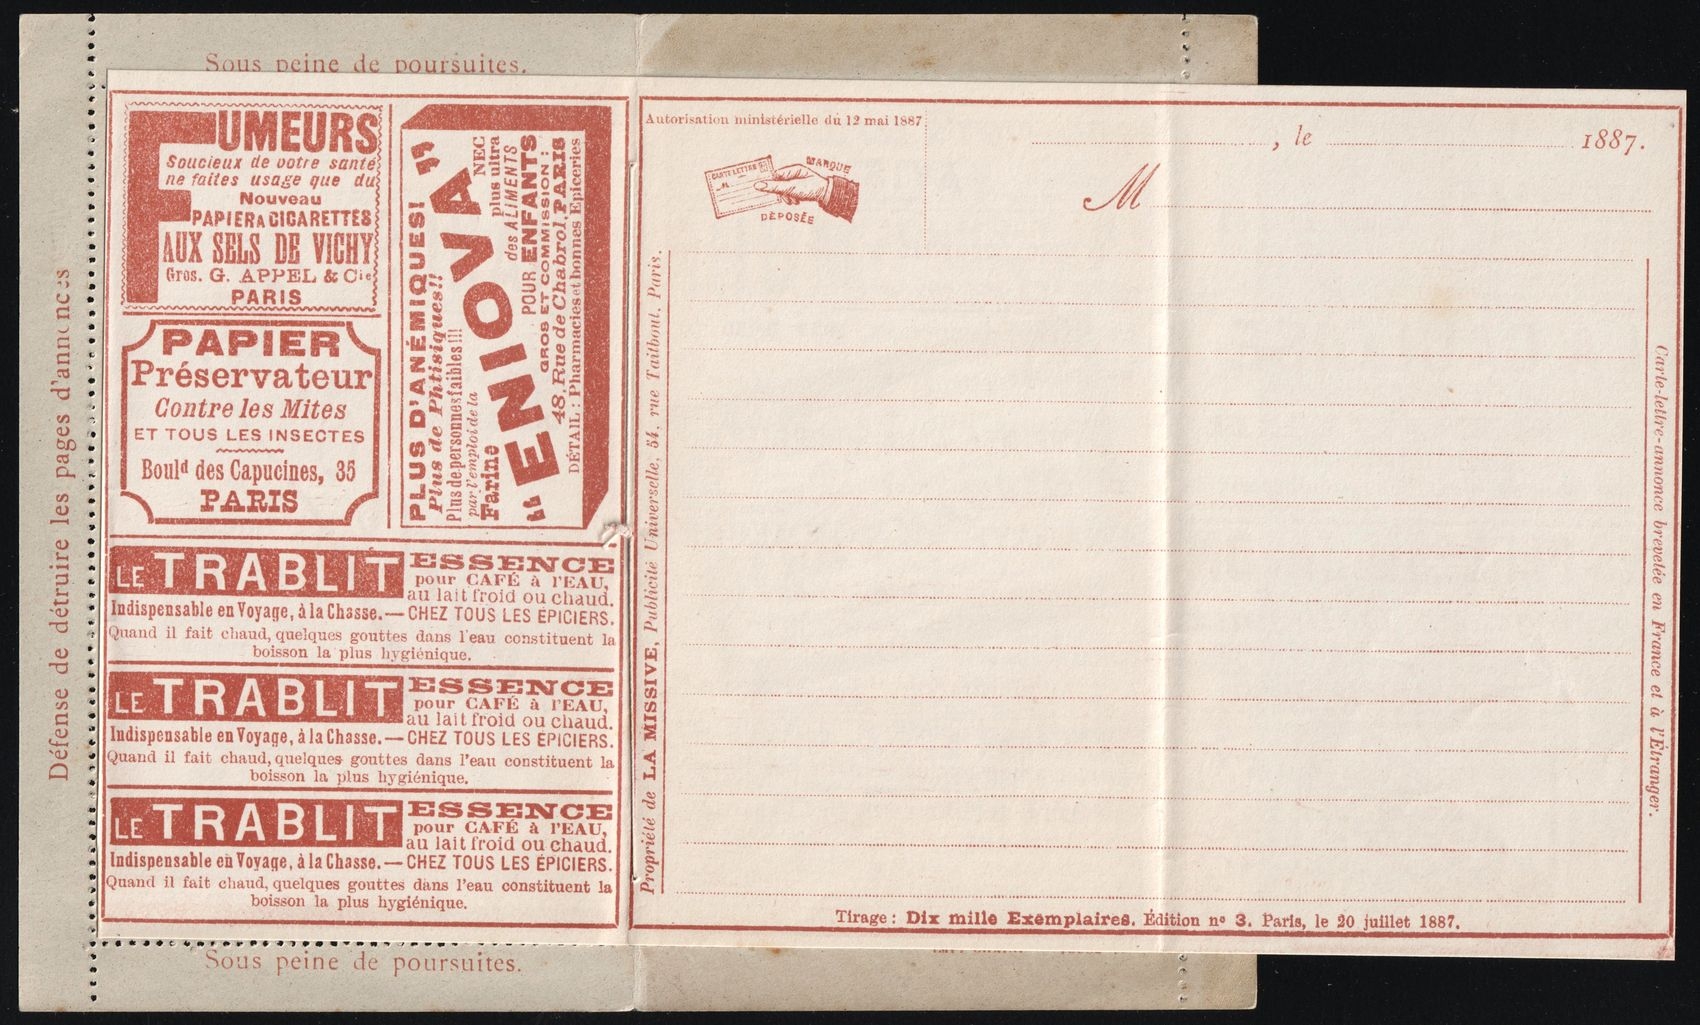 Sous peine de poursuites.
Défense de détruire les pages d'annonces
FUMEURS
Soucieux de votre santé
ne faites usage que du
Nouveau
PAPIER A CIGARETTES
AUX SELS DE VICHY
Gros. G. APPEL & Cie
PARIS
PAPIER
Préservateur
Contre les Mites
ET TOUS LES INSECTES
Bould des Capucines, 35
PARIS
PLUS D'ANÉMIQUES!
Plus de Phtisiques!!
Plus de personnes faibles!!!
par l'emploi de la
Farine
"ENIOVA"
NEC
plus ultra
des ALIMENTS
POUR ENFANTS
GROS ET COMMISSION:
48, Rue de Chabrol, PARIS
DÉTAIL: Pharmacies et bonnes Epiceries
LE TRABLIT ESSENCE
pour CAFÉ à l'EAU,
au lait froid ou chaud.
Indispensable en Voyage, à la Chasse. — CHEZ TOUS LES ÉPICIERS.
Quand il fait chaud, quelques gouttes dans l'eau constituent la
boisson la plus hygiénique.
LE TRABLIT ESSENCE
pour CAFÉ à l'EAU,
au lait froid ou chaud.
Indispensable en Voyage, à la Chasse. — CHEZ TOUS LES ÉPICIERS.
Quand il fait chaud, quelques gouttes dans l'eau constituent la
boisson la plus hygiénique.
LE TRABLIT ESSENCE
pour CAFÉ à l'EAU,
au lait froid ou chaud.
Indispensable en Voyage, à la Chasse. — CHEZ TOUS LES ÉPICIERS.
Quand il fait chaud, quelques gouttes dans l'eau constituent la
boisson la plus hygiénique.
Sous peine de poursuites.
Autorisation ministérielle du 12 mai 1887
CARTE LETTRE
M
MARQUE
DÉPOSÉE
, le 1887.
M
Propriété de LA MISSIVE, Publicité Universelle, 54, rue Taitbout. Paris.
Carte-lettre-annonce brevetée en France et à l'Étranger.
Tirage: Dix mille Exemplaires. Édition no 3. Paris, le 20 juillet 1887.